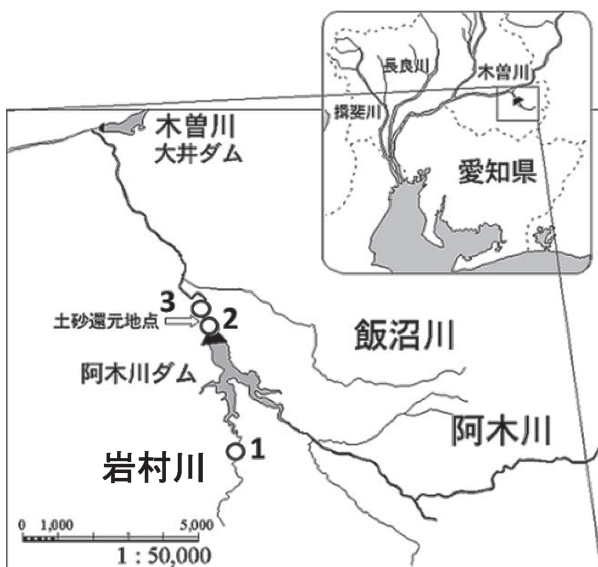 長良川
木曽川
揖斐川
愛知県
木曽川
大井ダム
3
土砂還元地点
2
飯沼川
阿木川ダム
阿木川
岩村川
1
0 1,000 5,000
1 : 50,000